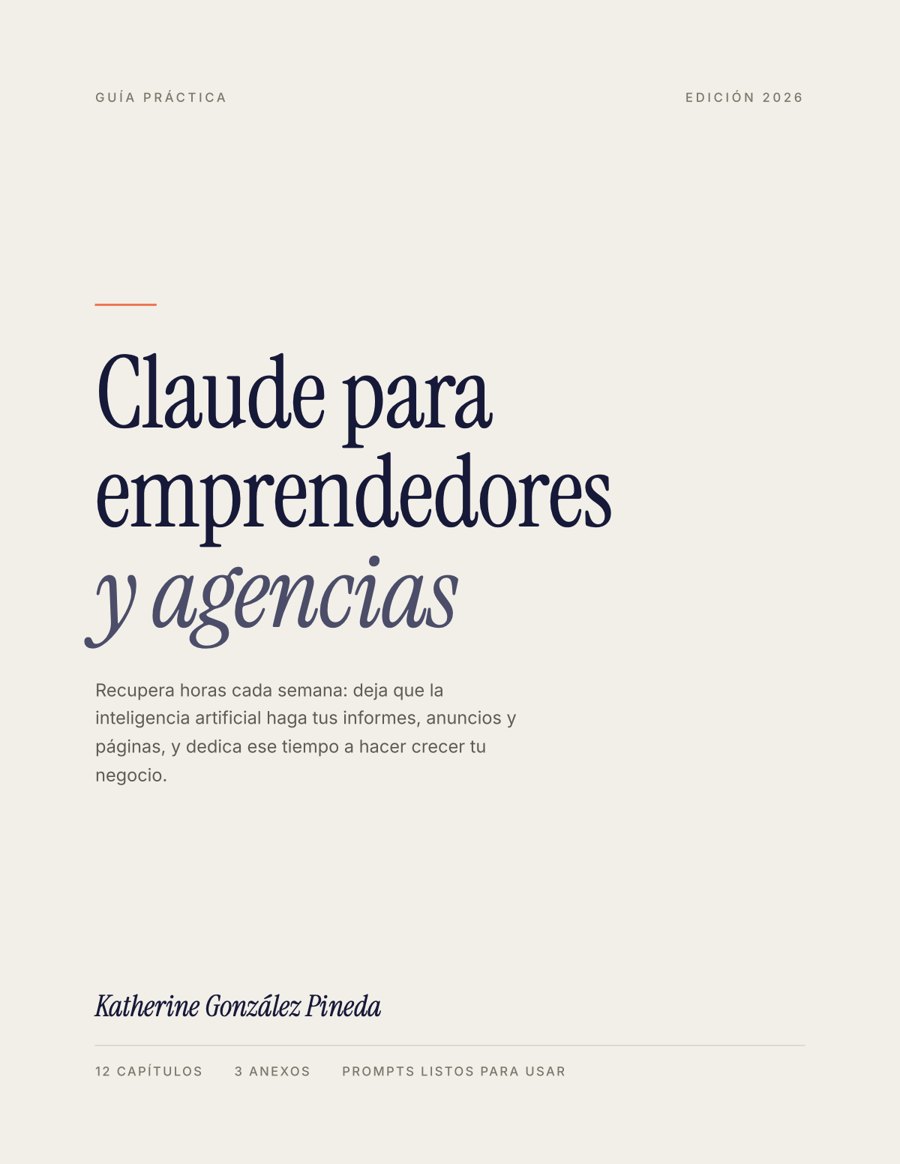 GUÍA PRÁCTICA
EDICIÓN 2026
Claude para
emprendedores
y agencias
Recupera horas cada semana: deja que la
inteligencia artificial haga tus informes, anuncios y
páginas, y dedica ese tiempo a hacer crecer tu
negocio.
Katherine González Pineda
12 CAPÍTULOS 3 ANEXOS PROMPTS LISTOS PARA USAR